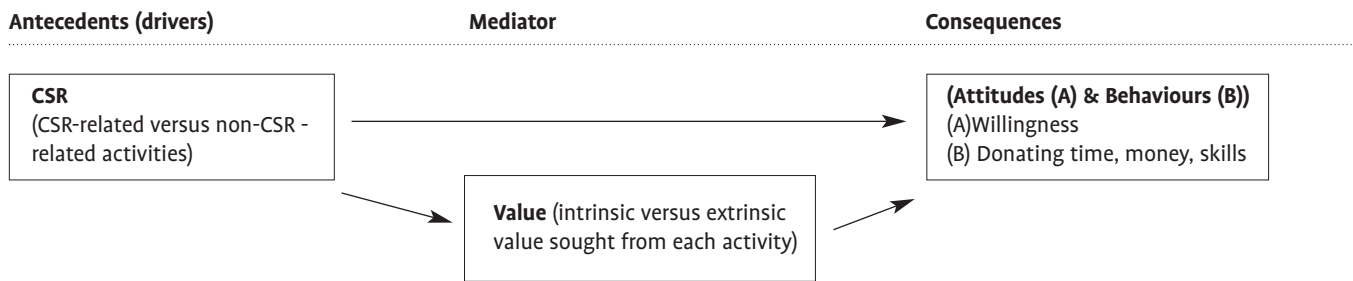 Antecedents (drivers)
Mediator
Consequences
CSR
(CSR-related versus non-CSR -
related activities)
(Attitudes (A) & Behaviours (B))
(A)Willingness
(B) Donating time, money, skills
Value (intrinsic versus extrinsic
value sought from each activity)